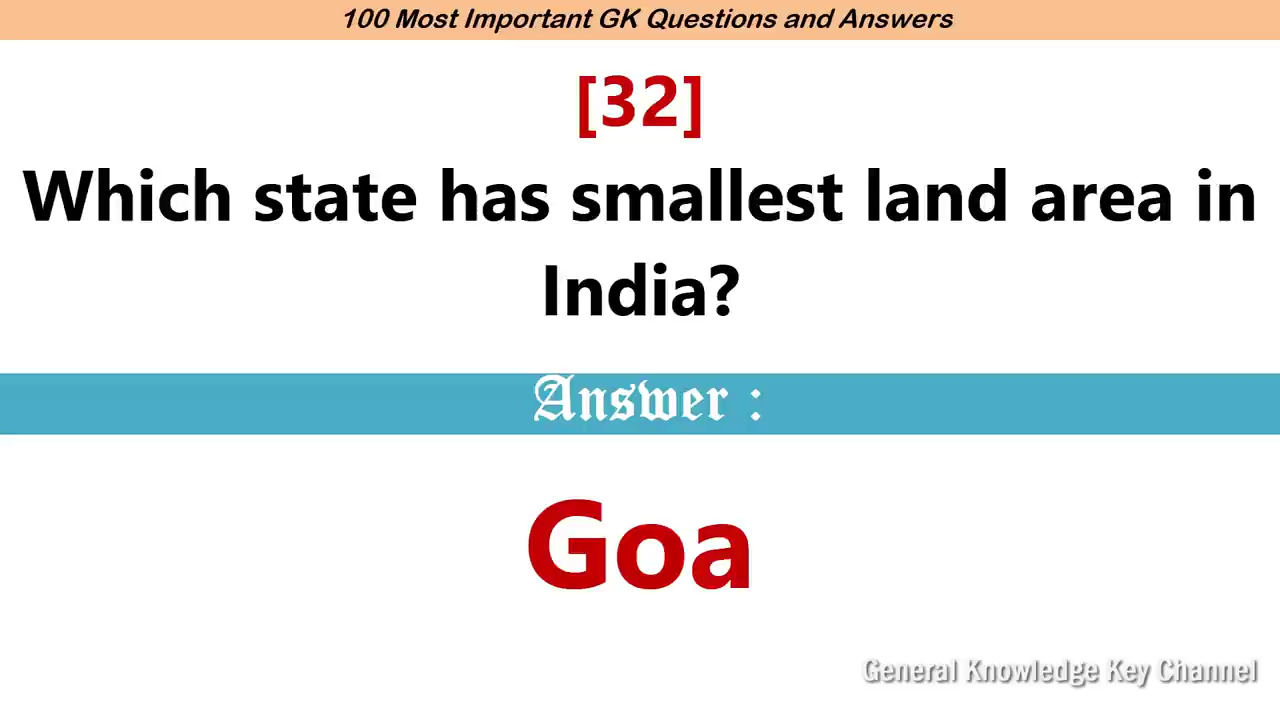 100 Most Important GK Questions and Answers
[32]
Which state has smallest land area in
India?
Answer :
Goa
General Knowledge Key Channel